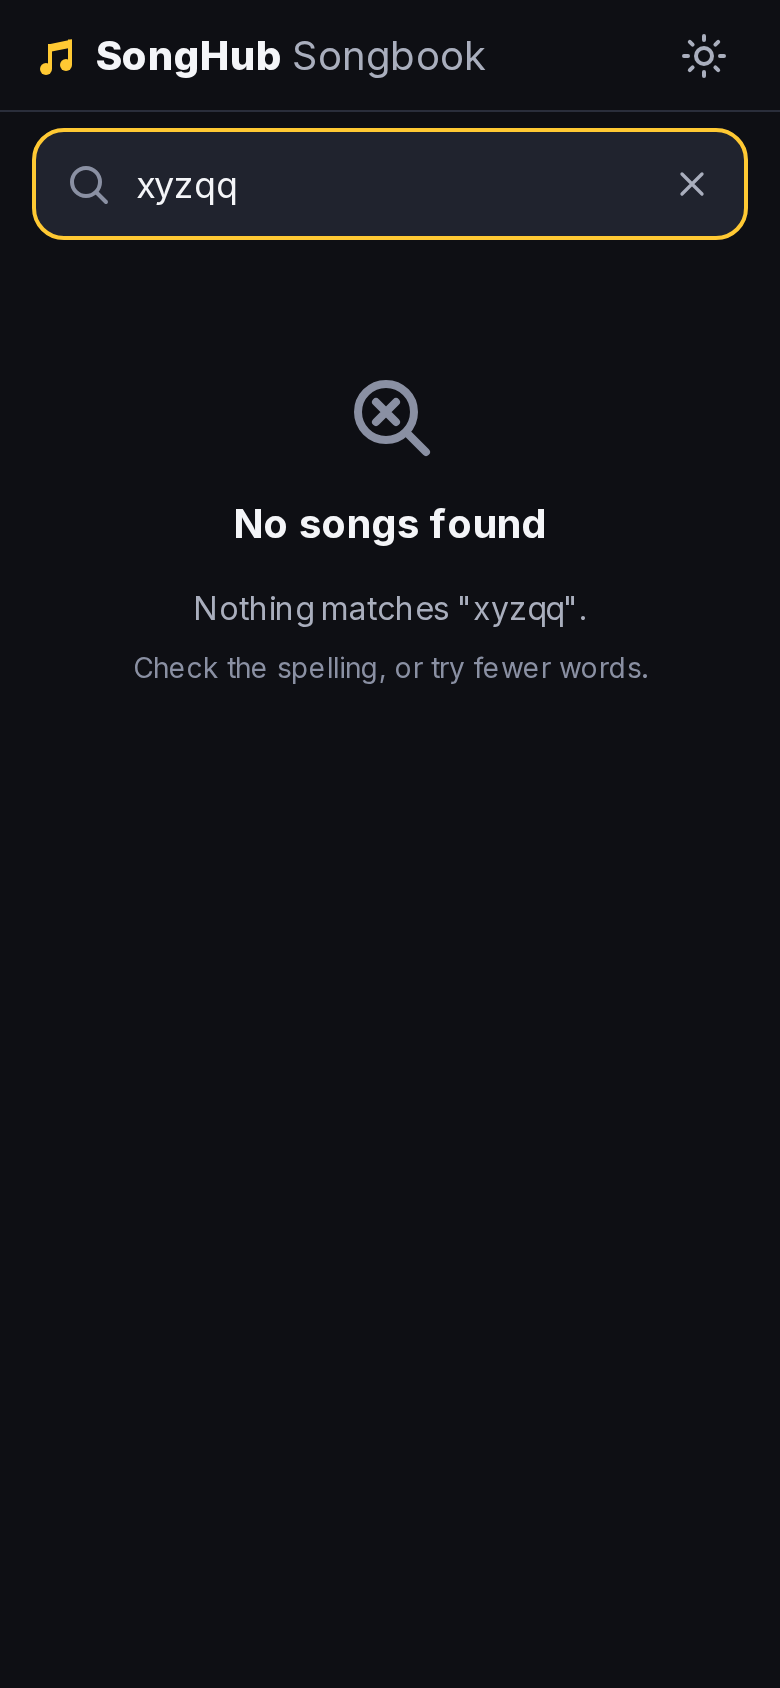 SongHub Songbook
xyzqq
No songs found
Nothing matches "xyzqq".
Check the spelling, or try fewer words.